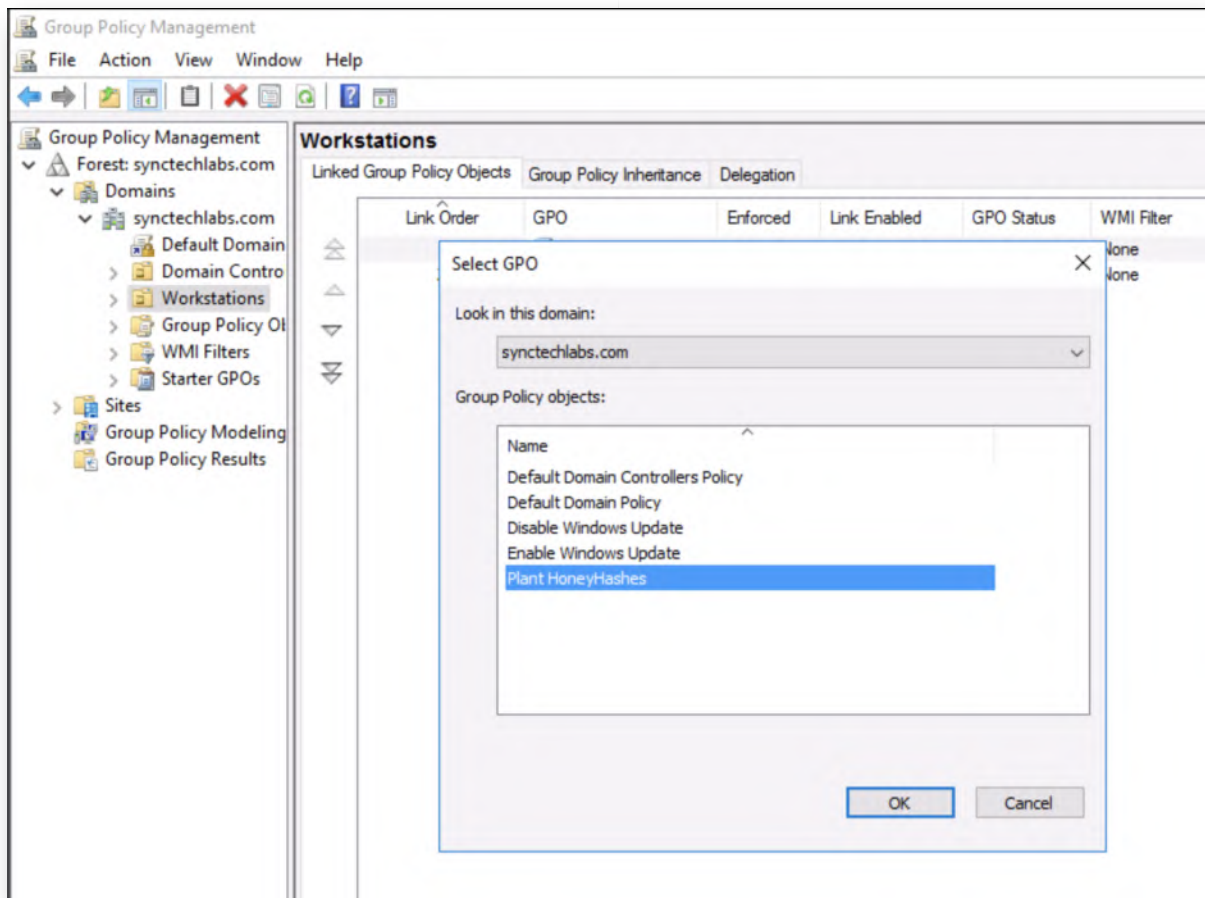 Group Policy Management
File Action View Window Help
Group Policy Management
Forest: synctechlabs.com
Domains
synctechlabs.com
Default Domain
Domain Contro
Workstations
Group Policy Ob
WMI Filters
Starter GPOs
Sites
Group Policy Modeling
Group Policy Results
Workstations
Linked Group Policy Objects Group Policy Inheritance Delegation
Link Order GPO Enforced Link Enabled GPO Status WMI Filter
None
None
Select GPO
Look in this domain:
synctechlabs.com
Group Policy objects:
Name
Default Domain Controllers Policy
Default Domain Policy
Disable Windows Update
Enable Windows Update
Plant HoneyHashes
OK Cancel